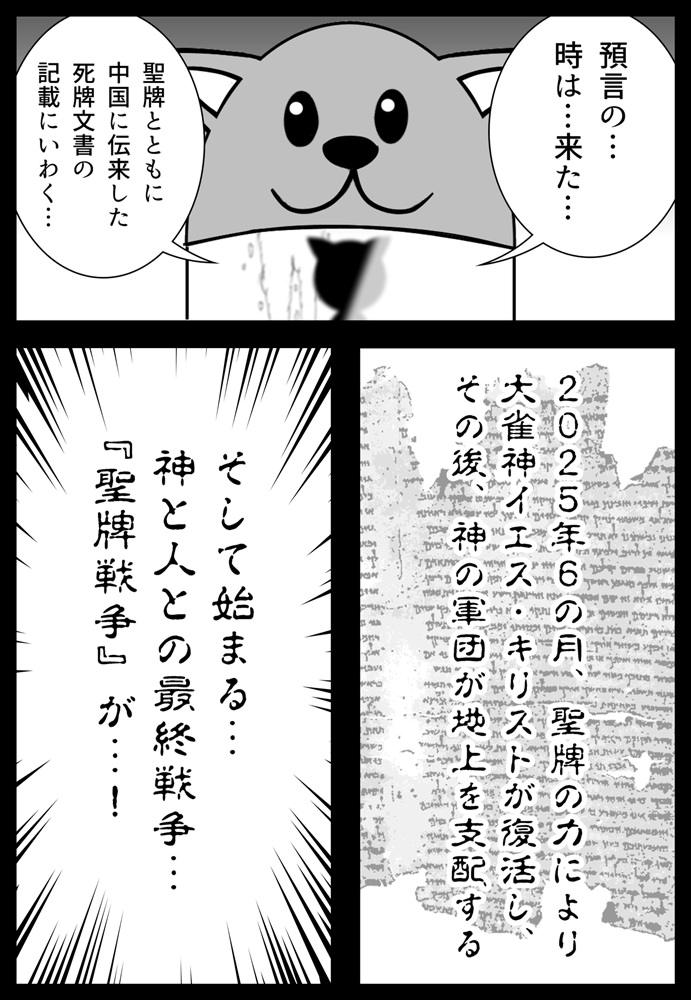 預言の…
時は…来た…
聖牌とともに
中国に伝来した
死牌文書の
記載にいわく…
2025年6の月、聖牌の力により
大雀神イエス・キリストが復活し、
その後、神の軍団が地上を支配する
そして始まる…
神と人との最終戦争…
『聖牌戦争』が…！